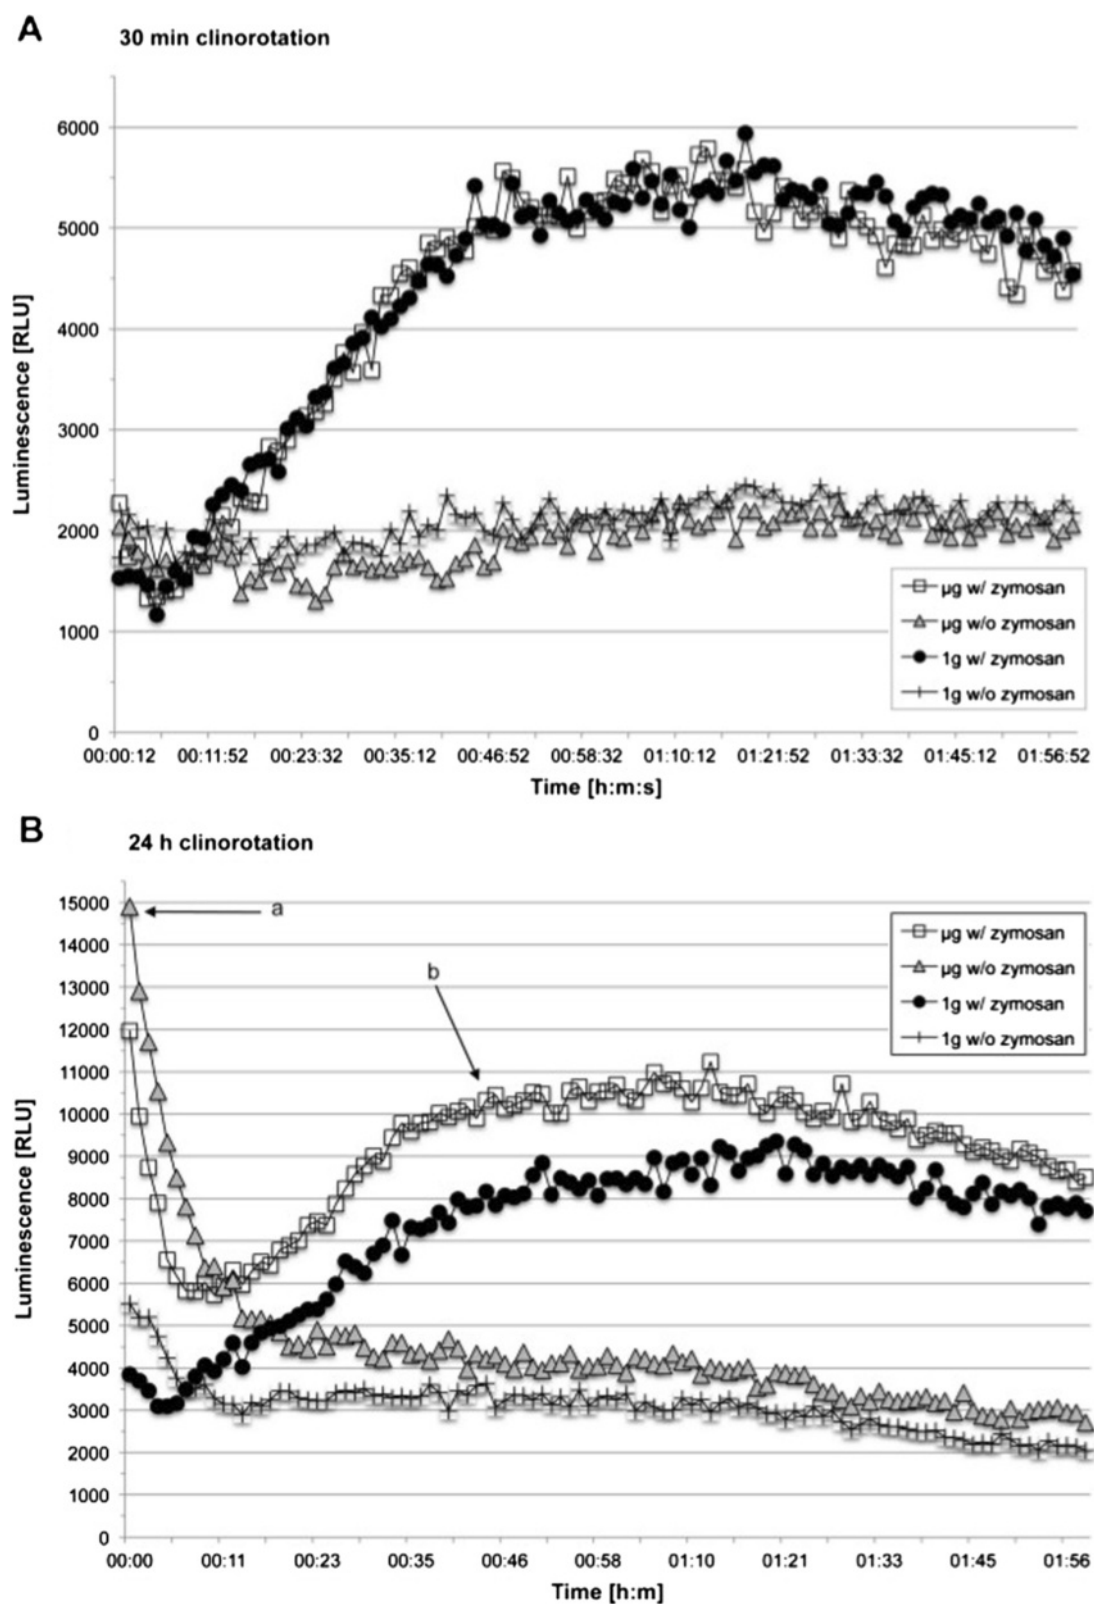 A
30 min clinorotation
6000
5000
4000
3000
2000
1000
0
Luminescence [RLU]
µg w/ zymosan
µg w/o zymosan
1g w/ zymosan
1g w/o zymosan
00:00:12 00:11:52 00:23:32 00:35:12 00:46:52 00:58:32 01:10:12 01:21:52 01:33:32 01:45:12 01:56:52
Time [h:m:s]
B
24 h clinorotation
15000
14000
13000
12000
11000
10000
9000
8000
7000
6000
5000
4000
3000
2000
1000
0
Luminescence [RLU]
a
b
µg w/ zymosan
µg w/o zymosan
1g w/ zymosan
1g w/o zymosan
00:00 00:11 00:23 00:35 00:46 00:58 01:10 01:21 01:33 01:45 01:56
Time [h:m]